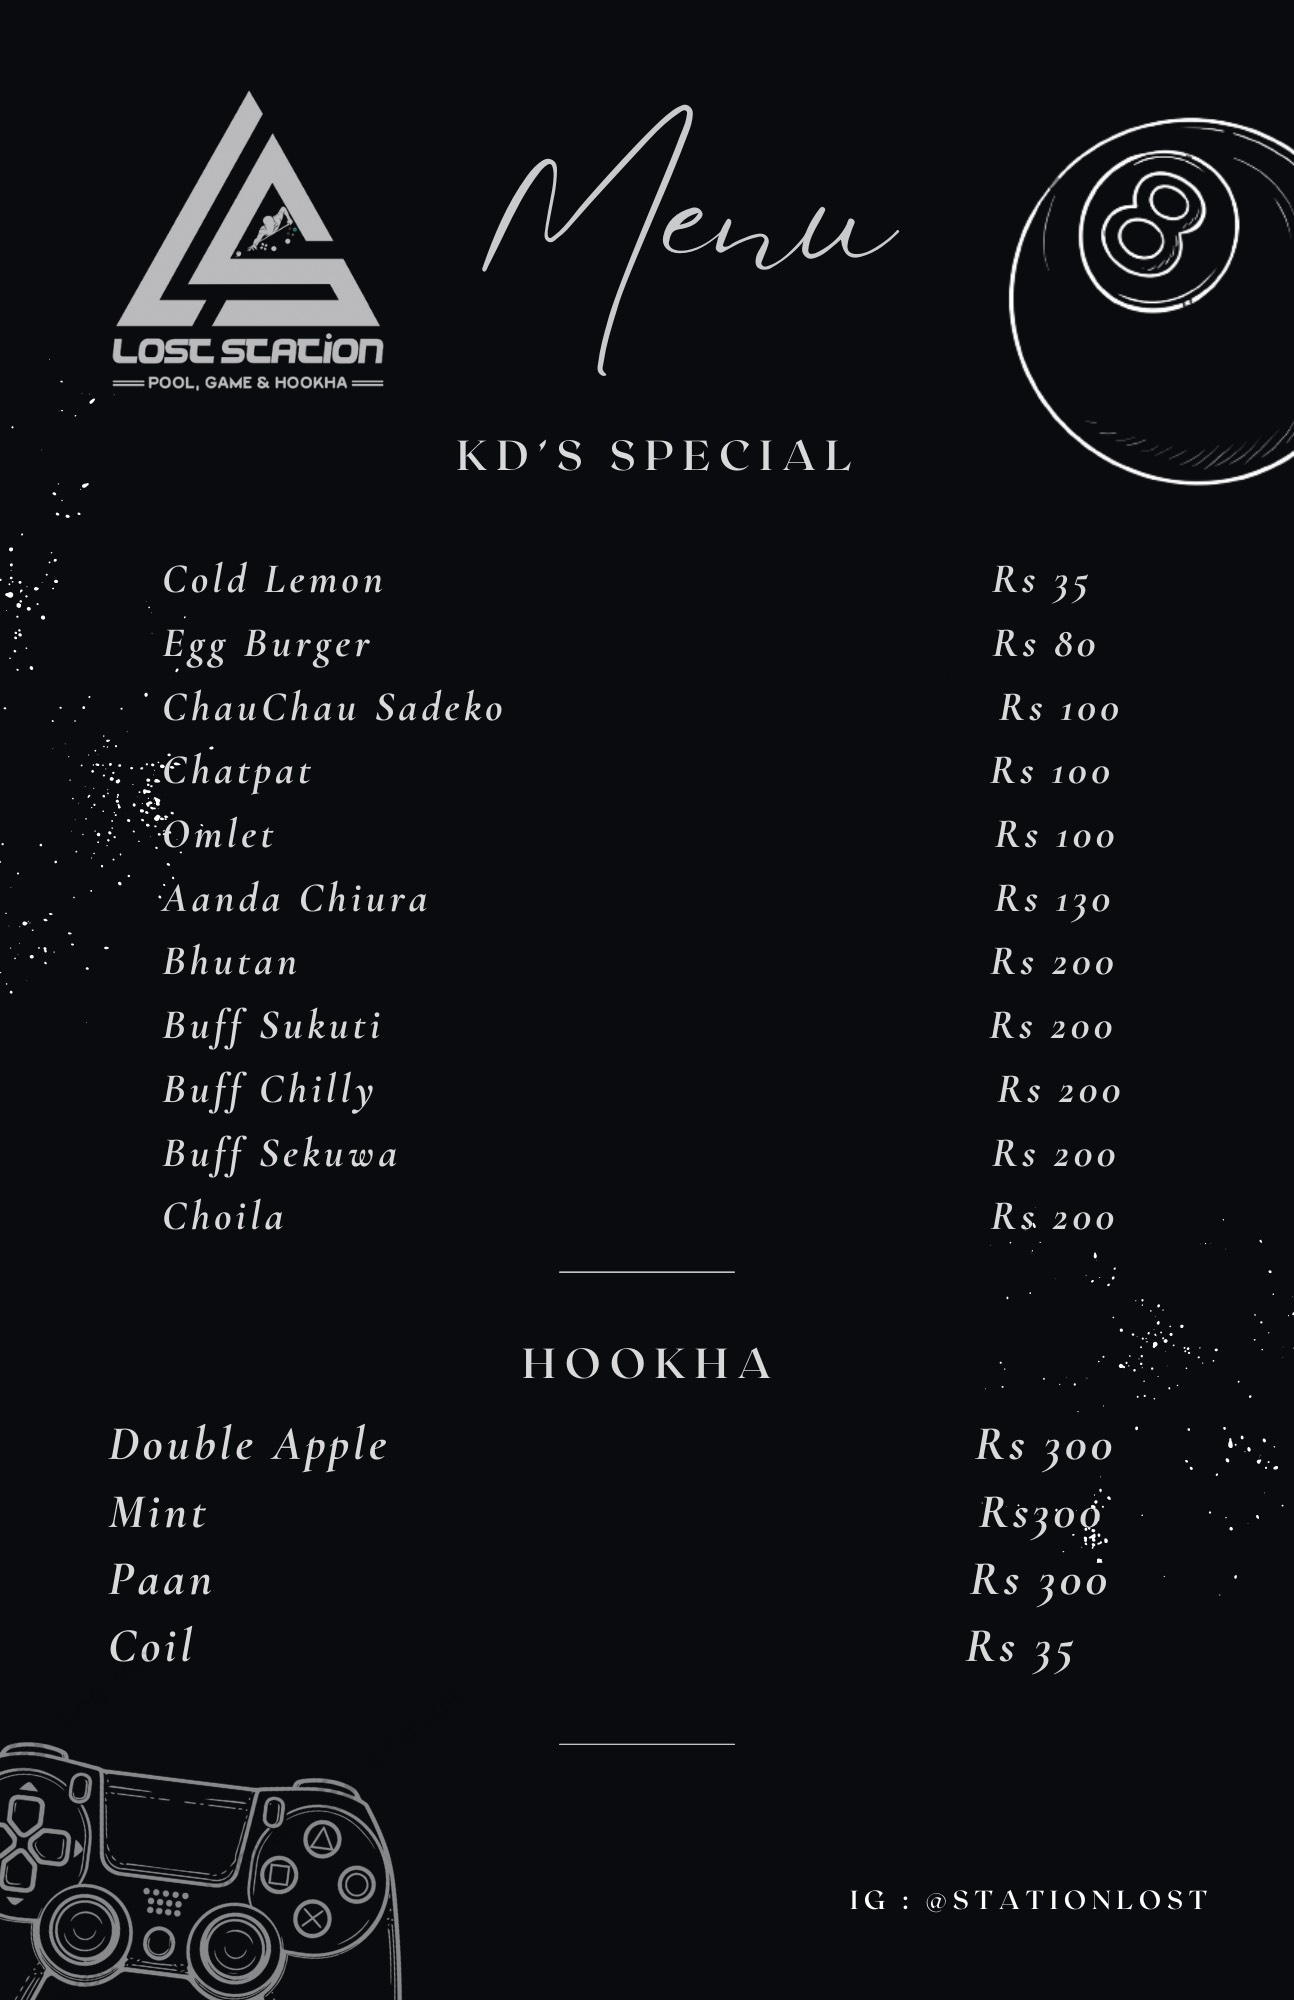 LOST STATION
POOL, GAME & HOOKHA
Menu
8
KD'S SPECIAL
Cold Lemon Rs 35
Egg Burger Rs 80
ChauChau Sadeko Rs 100
Chatpat Rs 100
Omlet Rs 100
Aanda Chiura Rs 130
Bhutan Rs 200
Buff Sukuti Rs 200
Buff Chilly Rs 200
Buff Sekuwa Rs 200
Choila Rs 200
HOOKHA
Double Apple Rs 300
Mint Rs300
Paan Rs 300
Coil Rs 35
IG : @STATIONLOST